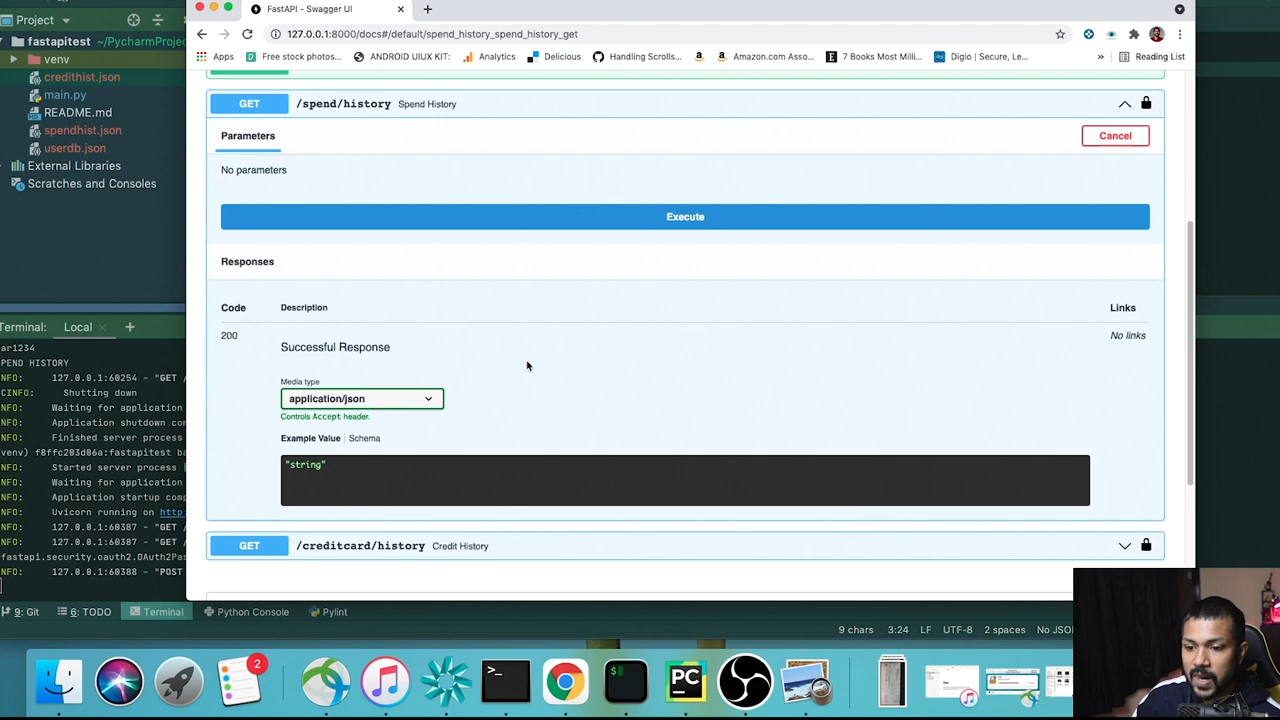 Project
FastAPI - Swagger UI
127.0.0.1:8000/docs#/default/spend_history_spend_history_get
Apps
Free stock photos...
ANDROID UIUX KIT:
Analytics
Delicious
Handling Scrolls...
Amazon.com Asso...
7 Books Most Milli...
Digio | Secure, Le...
»
Reading List
fastapitest ~/PycharmProje
venv
credithist.json
main.py
README.md
spendhist.json
userdb.json
External Libraries
Scratches and Consoles
GET /spend/history Spend History
Parameters
Cancel
No parameters
Execute
Responses
Code Description Links
200 Successful Response No links
Media type
application/json
Controls Accept header.
Example Value | Schema
"string"
GET /creditcard/history Credit History
Terminal: Local × +
ar1234
PEND HISTORY
NFO: 127.0.0.1:60254 - "GET /
CINFO: Shutting down
NFO: Waiting for application
NFO: Application shutdown com
NFO: Finished server process
venv) f8ffc203d06a:fastapitest ba
NFO: Started server process [
NFO: Waiting for application
NFO: Application startup comp
NFO: Uvicorn running on http:
NFO: 127.0.0.1:60387 - "GET /
NFO: 127.0.0.1:60387 - "GET /
fastapi.security.oauth2.OAuth2Pas
NFO: 127.0.0.1:60388 - "POST
9: Git
6: TODO
Terminal
Python Console
Pylint
9 chars 3:24 LF UTF-8 2 spaces No JSO
2
PC